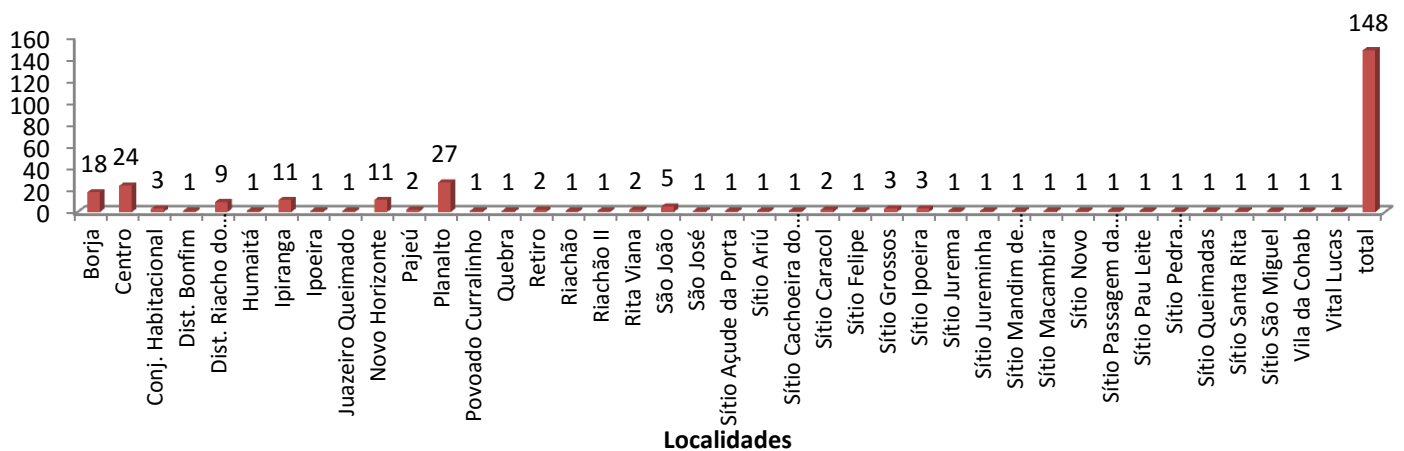 160
140
120
100
80
60
40
20
0
18
24
3
1
9
1
11
1
1
11
2
27
1
1
2
1
1
2
5
1
1
1
1
2
1
3
3
1
1
1
1
1
1
1
1
1
1
1
1
1
148
Borja
Centro
Conj. Habitacional
Dist. Bonfim
Dist. Riacho do...
Humaitá
Ipiranga
Ipoeira
Juazeiro Queimado
Novo Horizonte
Pajeú
Planalto
Povoado Curralinho
Quebra
Retiro
Riachão
Riachão II
Rita Viana
São João
São José
Sítio Açude da Porta
Sítio Ariú
Sítio Cachoeira do...
Sítio Caracol
Sítio Felipe
Sítio Grossos
Sítio Ipoeira
Sítio Jurema
Sítio Jureminha
Sítio Mandim de...
Sítio Macambira
Sítio Novo
Sítio Passagem da...
Sítio Pau Leite
Sítio Pedra...
Sítio Queimadas
Sítio Santa Rita
Sítio São Miguel
Vila da Cohab
Vital Lucas
total
Localidades